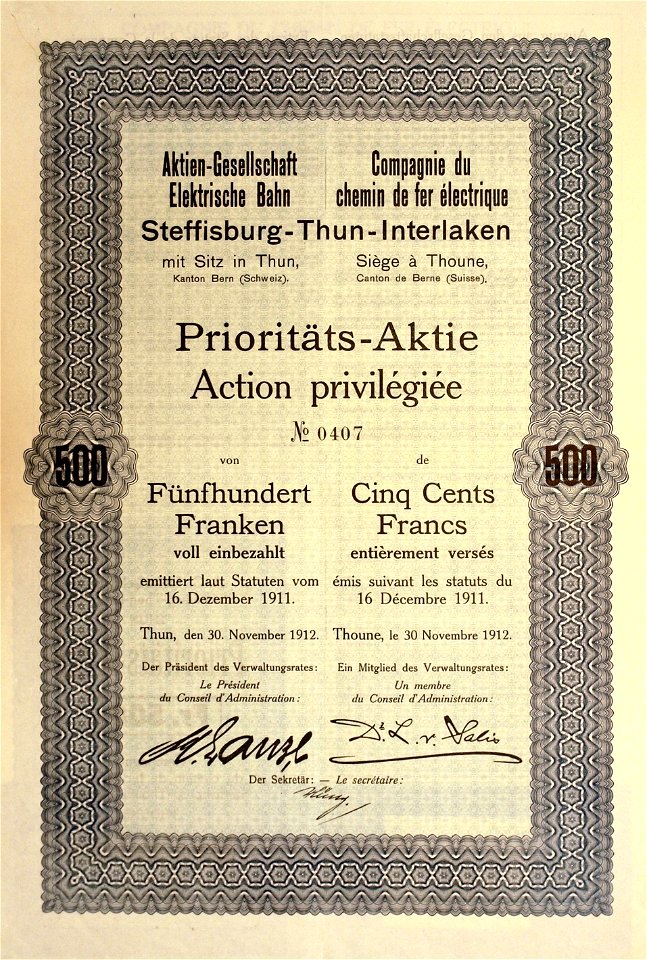 Aktien-Gesellschaft
Elektrische Bahn
Compagnie du
chemin de fer électrique
Steffisburg-Thun-Interlaken
mit Sitz in Thun,
Kanton Bern (Schweiz).
Siège à Thoune,
Canton de Berne (Suisse).
Prioritäts-Aktie
Action privilégiée
№ 0407
500
500
von
Fünfhundert
Franken
voll einbezahlt
emittiert laut Statuten vom
16. Dezember 1911.
Thun, den 30. November 1912.
de
Cinq Cents
Francs
entièrement versés
émis suivant les statuts du
16 Décembre 1911.
Thoune, le 30 Novembre 1912.
Der Präsident des Verwaltungsrates:
Le Président
du Conseil d'Administration:
Ein Mitglied des Verwaltungsrates:
Un membre
du Conseil d'Administration:
Dr. L. v. Salis
Der Sekretär: — Le secrétaire: